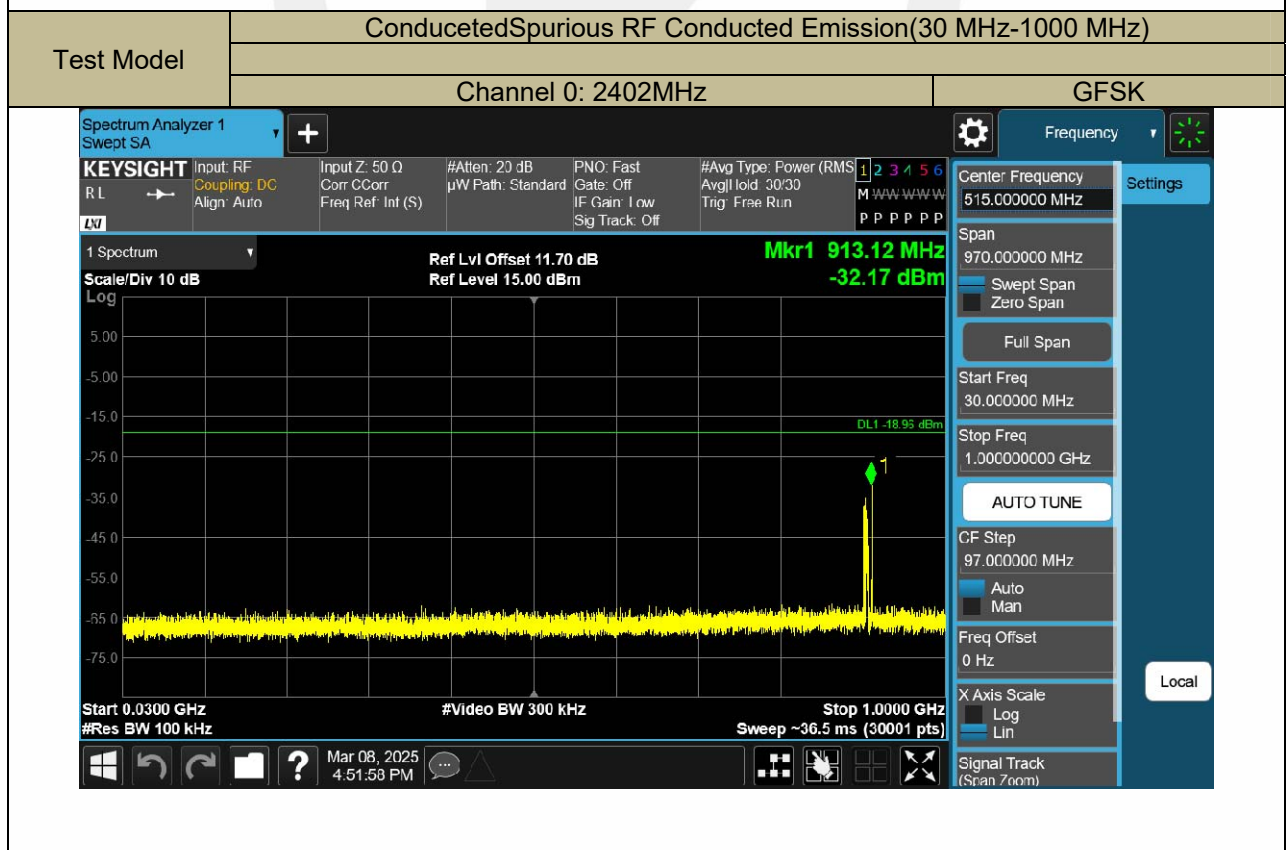 ConducetedSpurious RF Conducted Emission(30 MHz-1000 MHz)
Test Model
Channel 0: 2402MHz
GFSK
Spectrum Analyzer 1
Swept SA
Frequency
KEYSIGHT
RL
LXI
Input: RF
Coupling: DC
Align: Auto
Input Z: 50 Ω
Corr CCorr
Freq Ref: Int (S)
#Atten: 20 dB
µW Path: Standard
PNO: Fast
Gate: Off
IF Gain: Low
Sig Track: Off
#Avg Type: Power (RMS
Avg|Hold: 30/30
Trig: Free Run
1 2 3 4 5 6
M W W W W W
P P P P P P
Center Frequency
515.000000 MHz
Settings
1 Spectrum
Scale/Div 10 dB
Log
Ref Lvl Offset 11.70 dB
Ref Level 15.00 dBm
Mkr1 913.12 MHz
-32.17 dBm
Span
970.000000 MHz
Swept Span
Zero Span
Full Span
Start Freq
30.000000 MHz
Stop Freq
1.000000000 GHz
AUTO TUNE
CF Step
97.000000 MHz
Auto
Man
Freq Offset
0 Hz
X Axis Scale
Log
Lin
Signal Track
(Span Zoom)
Local
5.00
-5.00
-15.0
DL1 -18.96 dBm
-25.0
1
-35.0
-45.0
-55.0
-65.0
-75.0
Start 0.0300 GHz
#Video BW 300 kHz
Stop 1.0000 GHz
#Res BW 100 kHz
Sweep ~36.5 ms (30001 pts)
?
Mar 08, 2025
4:51:58 PM